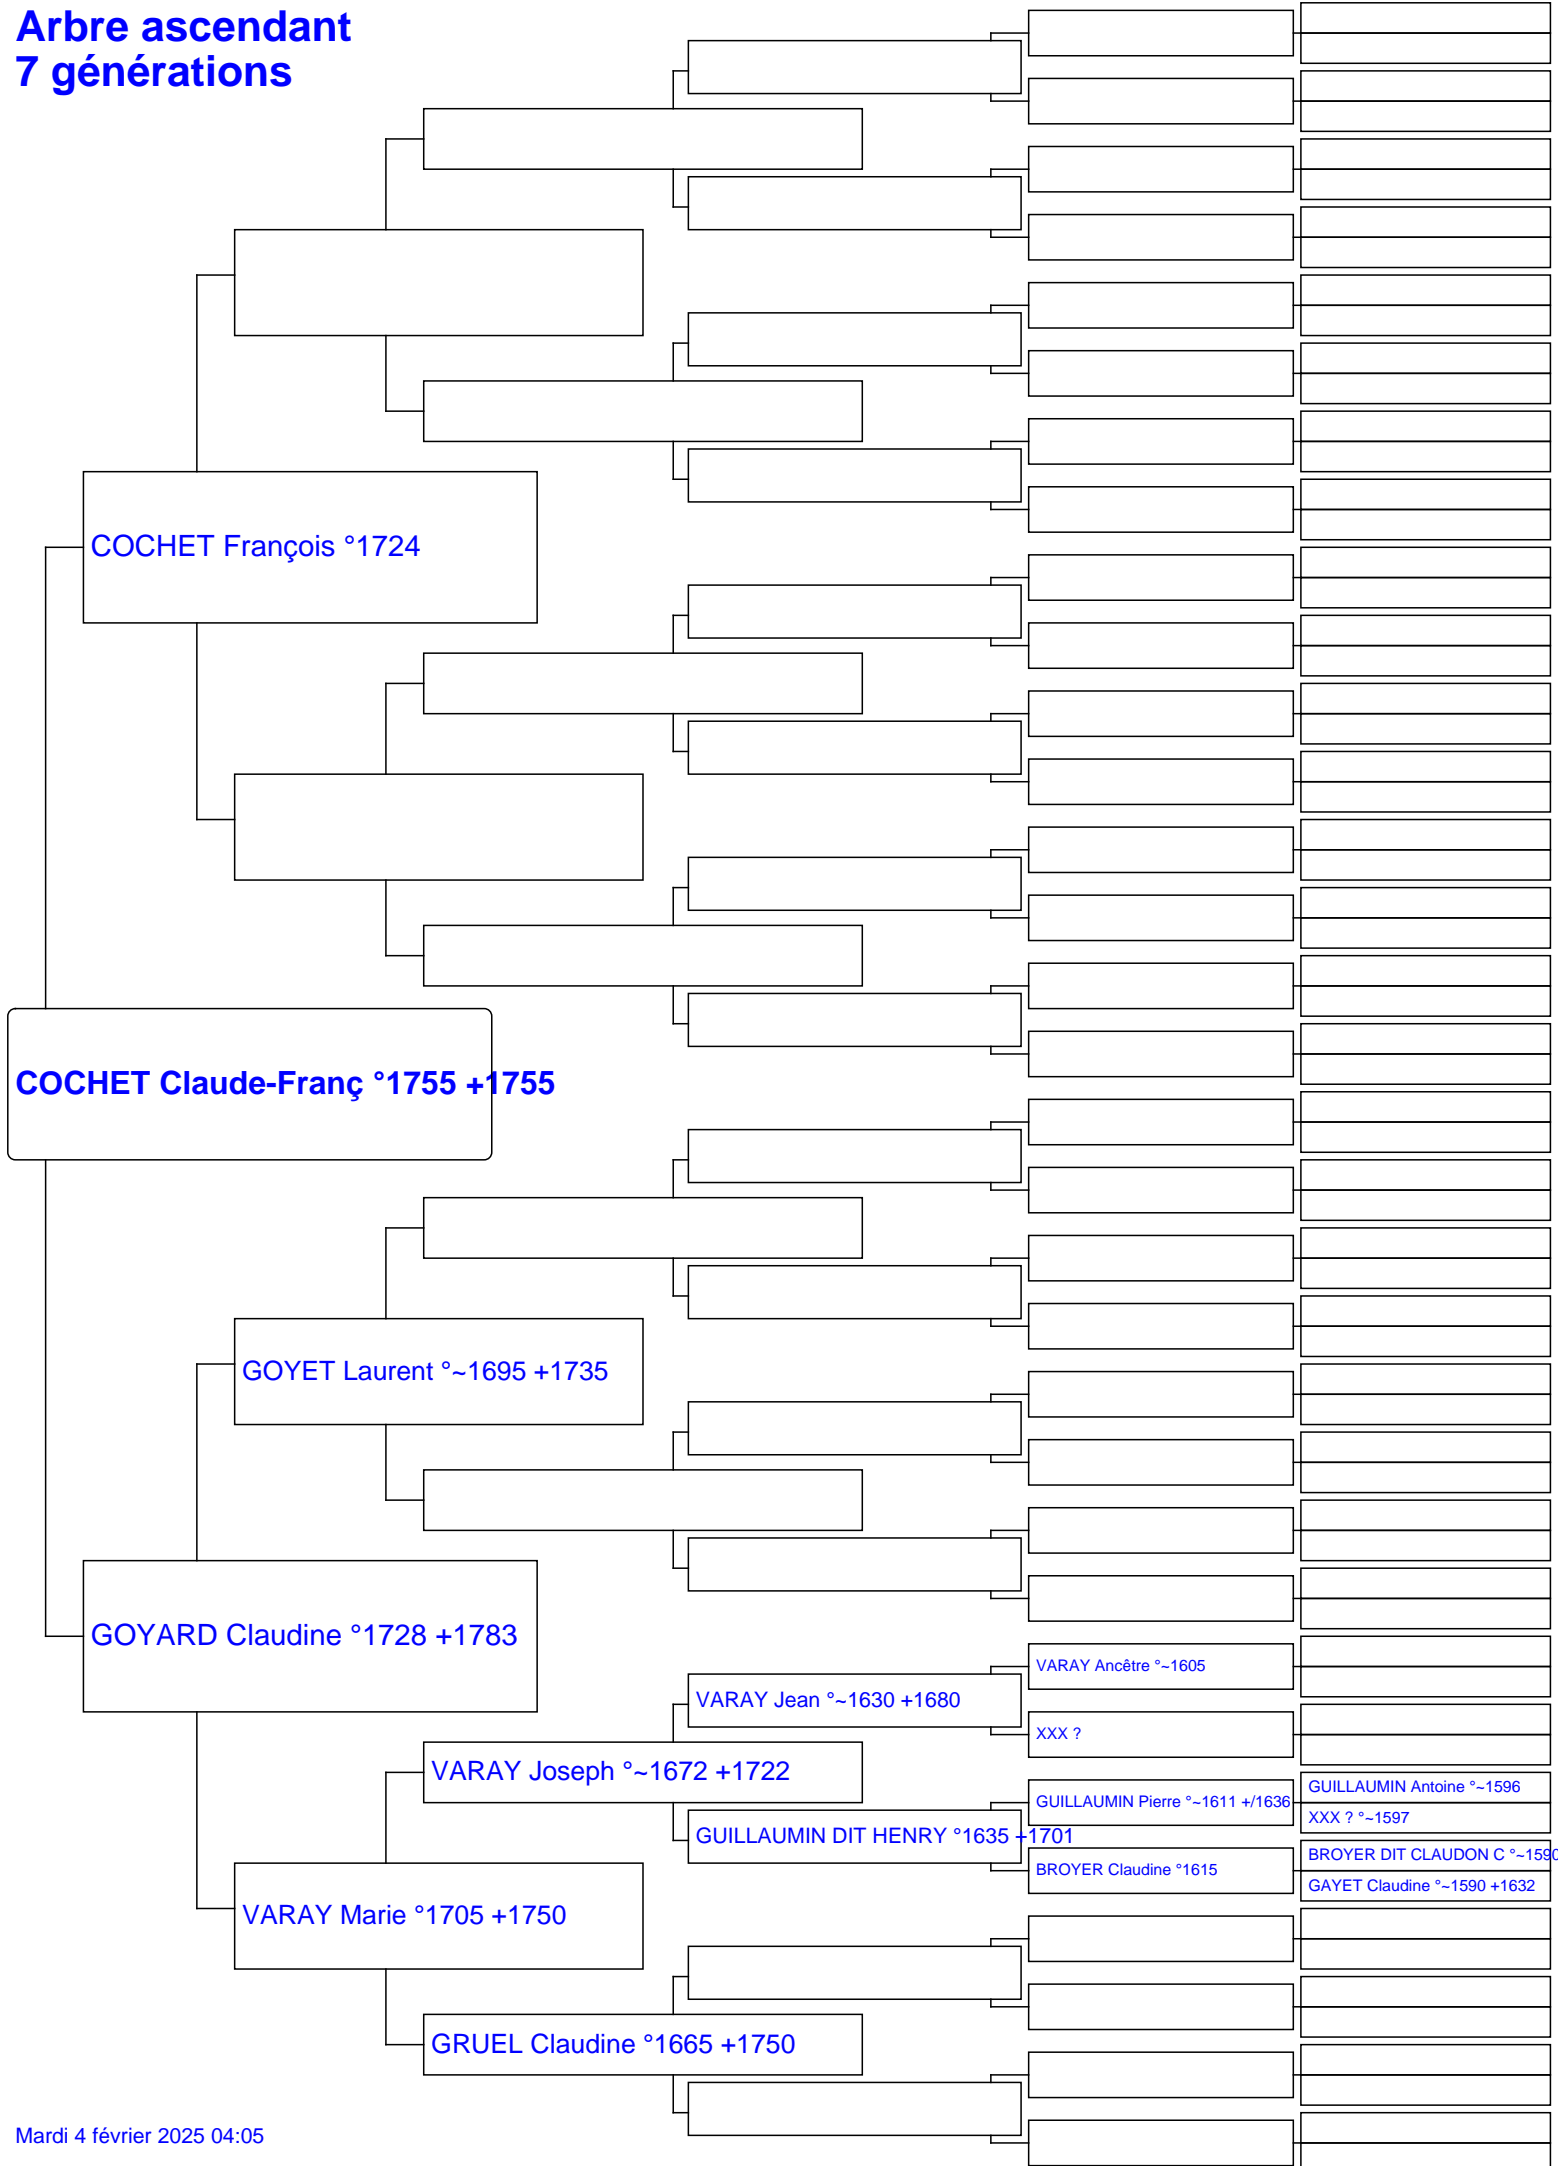 Arbre ascendant
7 générations
COCHET François °1724
COCHET Claude-Franç °1755 +1755
GOYET Laurent °~1695 +1735
GOYARD Claudine °1728 +1783
VARAY Ancêtre °~1605
VARAY Jean °~1630 +1680
XXX ?
VARAY Joseph °~1672 +1722
GUILLAUMIN Antoine °~1596
GUILLAUMIN Pierre °~1611 +/1636
XXX ? °~1597
GUILLAUMIN DIT HENRY °1635 +1701
BROYER DIT CLAUDON C °~1590
BROYER Claudine °1615
GAYET Claudine °~1590 +1632
VARAY Marie °1705 +1750
GRUEL Claudine °1665 +1750
Mardi 4 février 2025 04:05